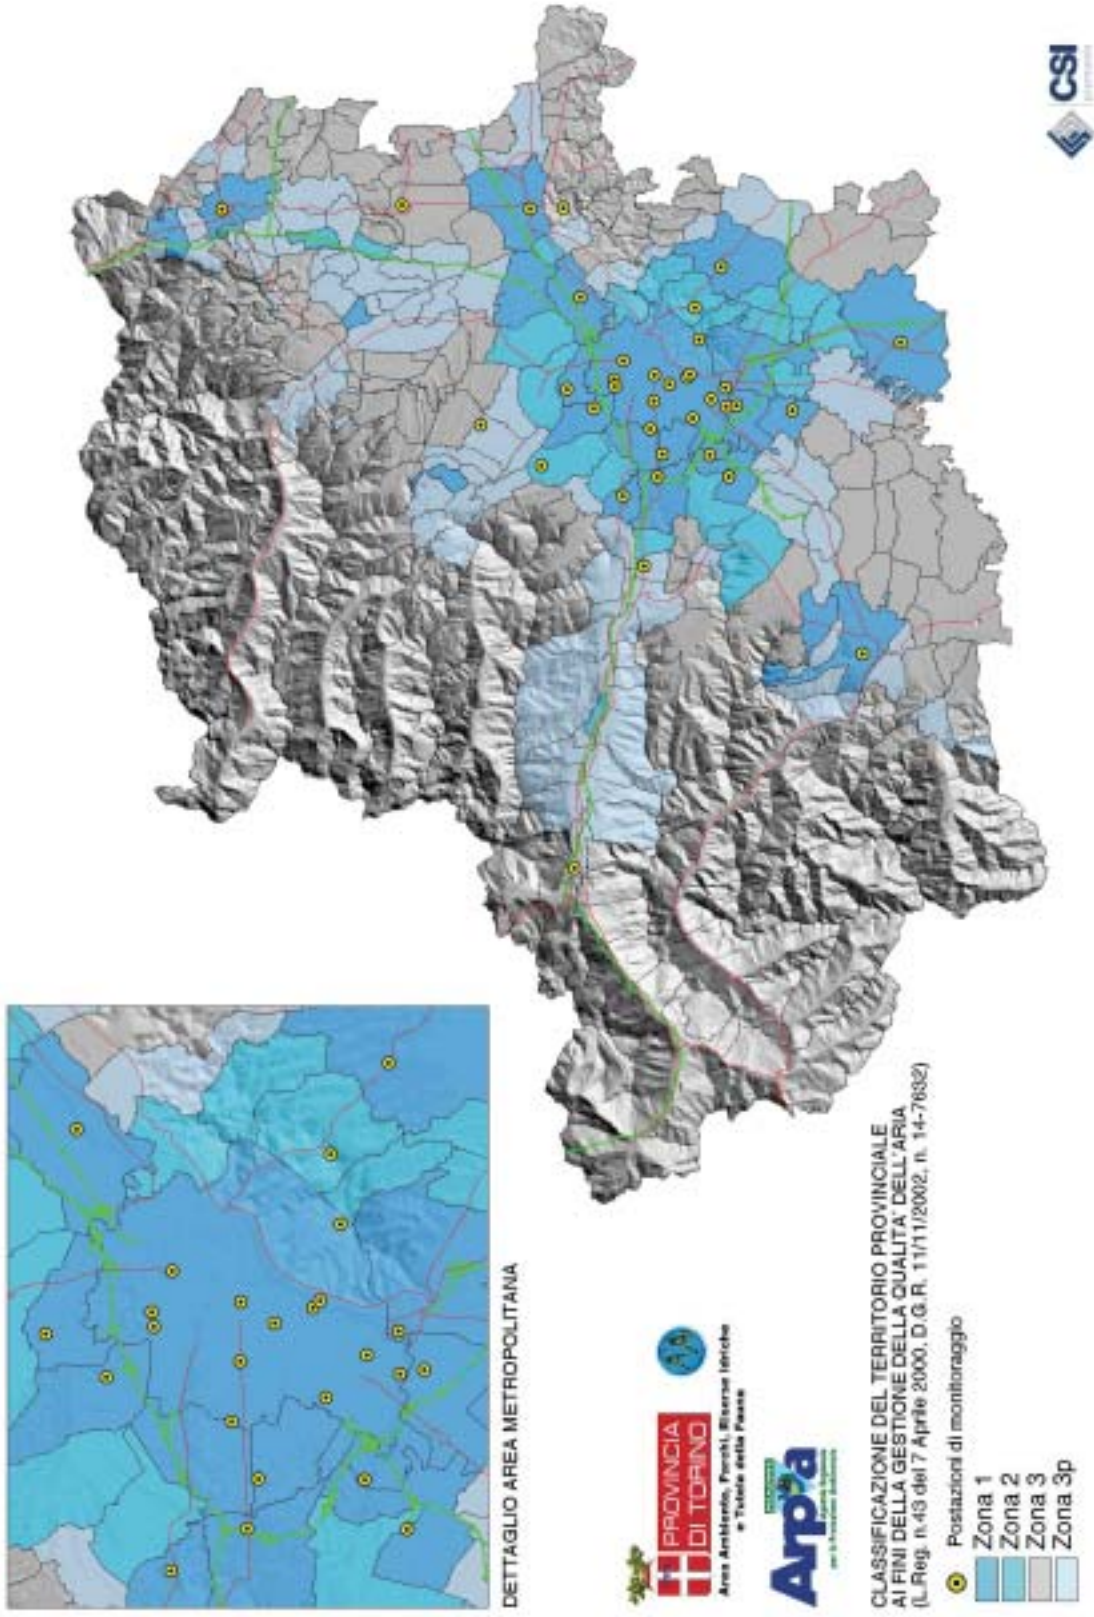 CSI
DETTAGLIO AREA METROPOLITANA
PROVINCIA
DI TORINO
Area Ambiente, Parchi, Risorse Idriche
e Tutela della Fauna
Arpa
CLASSIFICAZIONE DEL TERRITORIO PROVINCIALE
AI FINI DELLA GESTIONE DELLA QUALITA' DELL'ARIA
(L.Reg. n.43 del 7 Aprile 2000, D.G.R. 11/11/2002, n. 14-7632)
Postazioni di monitoraggio
Zona 1
Zona 2
Zona 3
Zona 3p